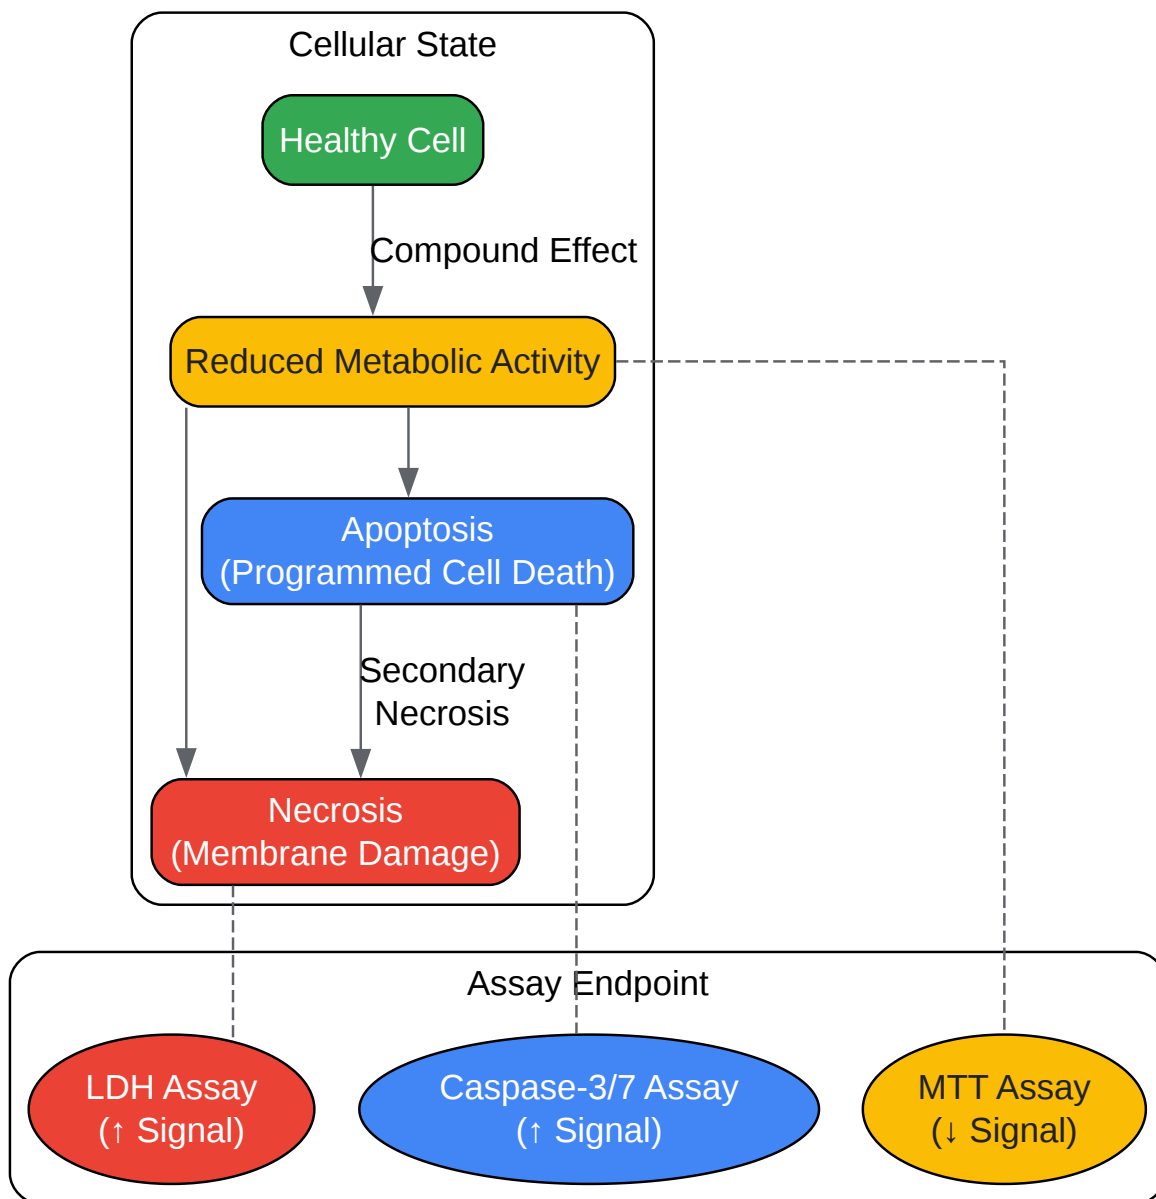 Cellular State
Healthy Cell
Compound Effect
Reduced Metabolic Activity
Apoptosis
(Programmed Cell Death)
Secondary
Necrosis
Necrosis
(Membrane Damage)
Assay Endpoint
LDH Assay
(↑ Signal)
Caspase-3/7 Assay
(↑ Signal)
MTT Assay
(↓ Signal)